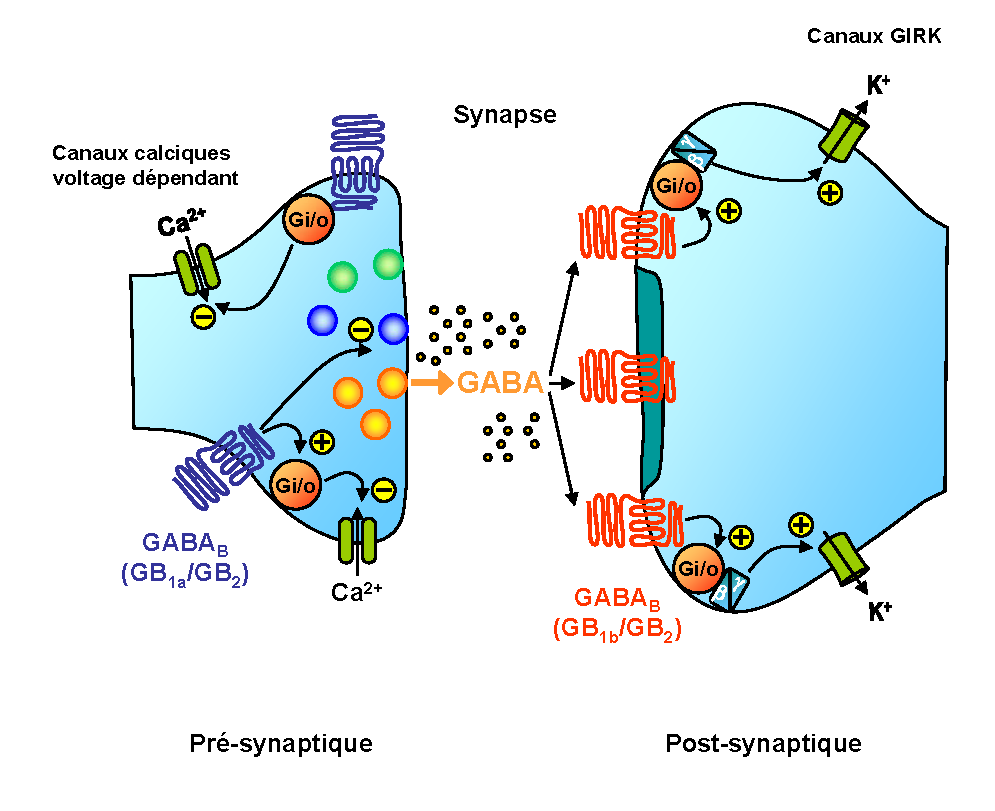 Canaux GIRK
K+
Synapse
Canaux calciques
voltage dépendant
Ca2+
Gi/o
−
β γ
Gi/o
+
+
−
GABA
+
Gi/o
−
GABAB
(GB1a/GB2)
Ca2+
+
+
Gi/o
β γ
K+
GABAB
(GB1b/GB2)
Pré-synaptique
Post-synaptique